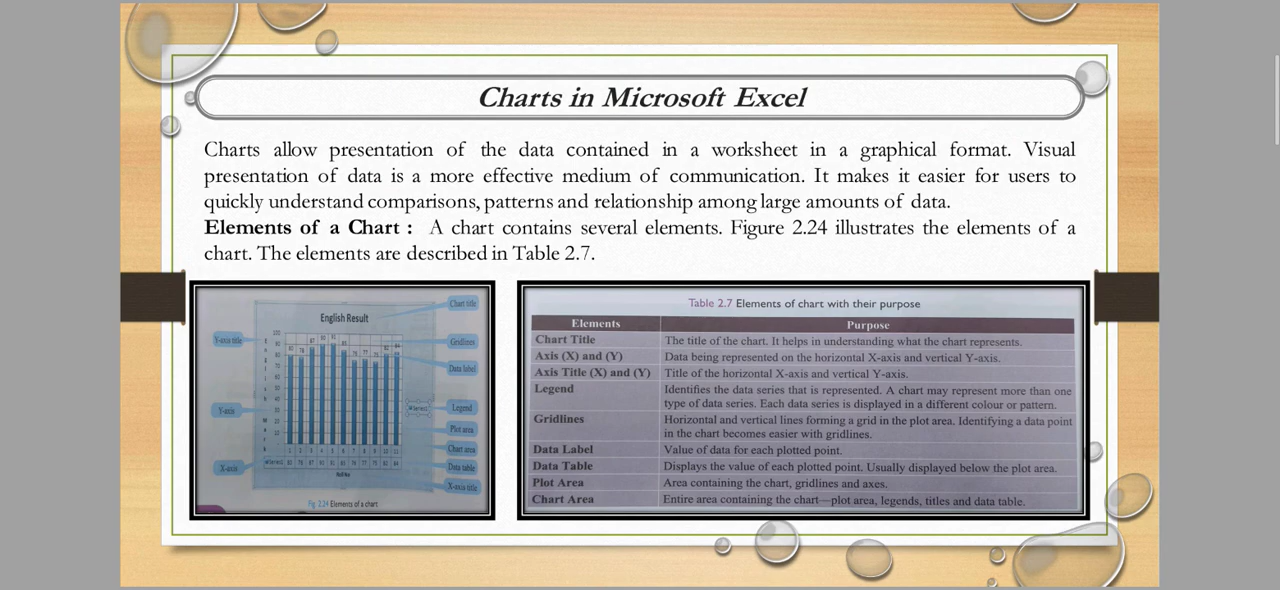 Charts in Microsoft Excel
Charts allow presentation of the data contained in a worksheet in a graphical format. Visual
presentation of data is a more effective medium of communication. It makes it easier for users to
quickly understand comparisons, patterns and relationship among large amounts of data.
Elements of a Chart : A chart contains several elements. Figure 2.24 illustrates the elements of a
chart. The elements are described in Table 2.7.
Chart title
English Result
Y-axis title
Gridlines
Data label
Y-axis
Legend
Plot area
Chart area
X-axis
Data table
X-axis title
Fig 2.24 Elements of a chart
Table 2.7 Elements of chart with their purpose
Elements Purpose
Chart Title The title of the chart. It helps in understanding what the chart represents.
Axis (X) and (Y) Data being represented on the horizontal X-axis and vertical Y-axis.
Axis Title (X) and (Y) Title of the horizontal X-axis and vertical Y-axis.
Legend Identifies the data series that is represented. A chart may represent more than one
type of data series. Each data series is displayed in a different colour or pattern.
Gridlines Horizontal and vertical lines forming a grid in the plot area. Identifying a data point
in the chart becomes easier with gridlines.
Data Label Value of data for each plotted point.
Data Table Displays the value of each plotted point. Usually displayed below the plot area.
Plot Area Area containing the chart, gridlines and axes.
Chart Area Entire area containing the chart—plot area, legends, titles and data table.